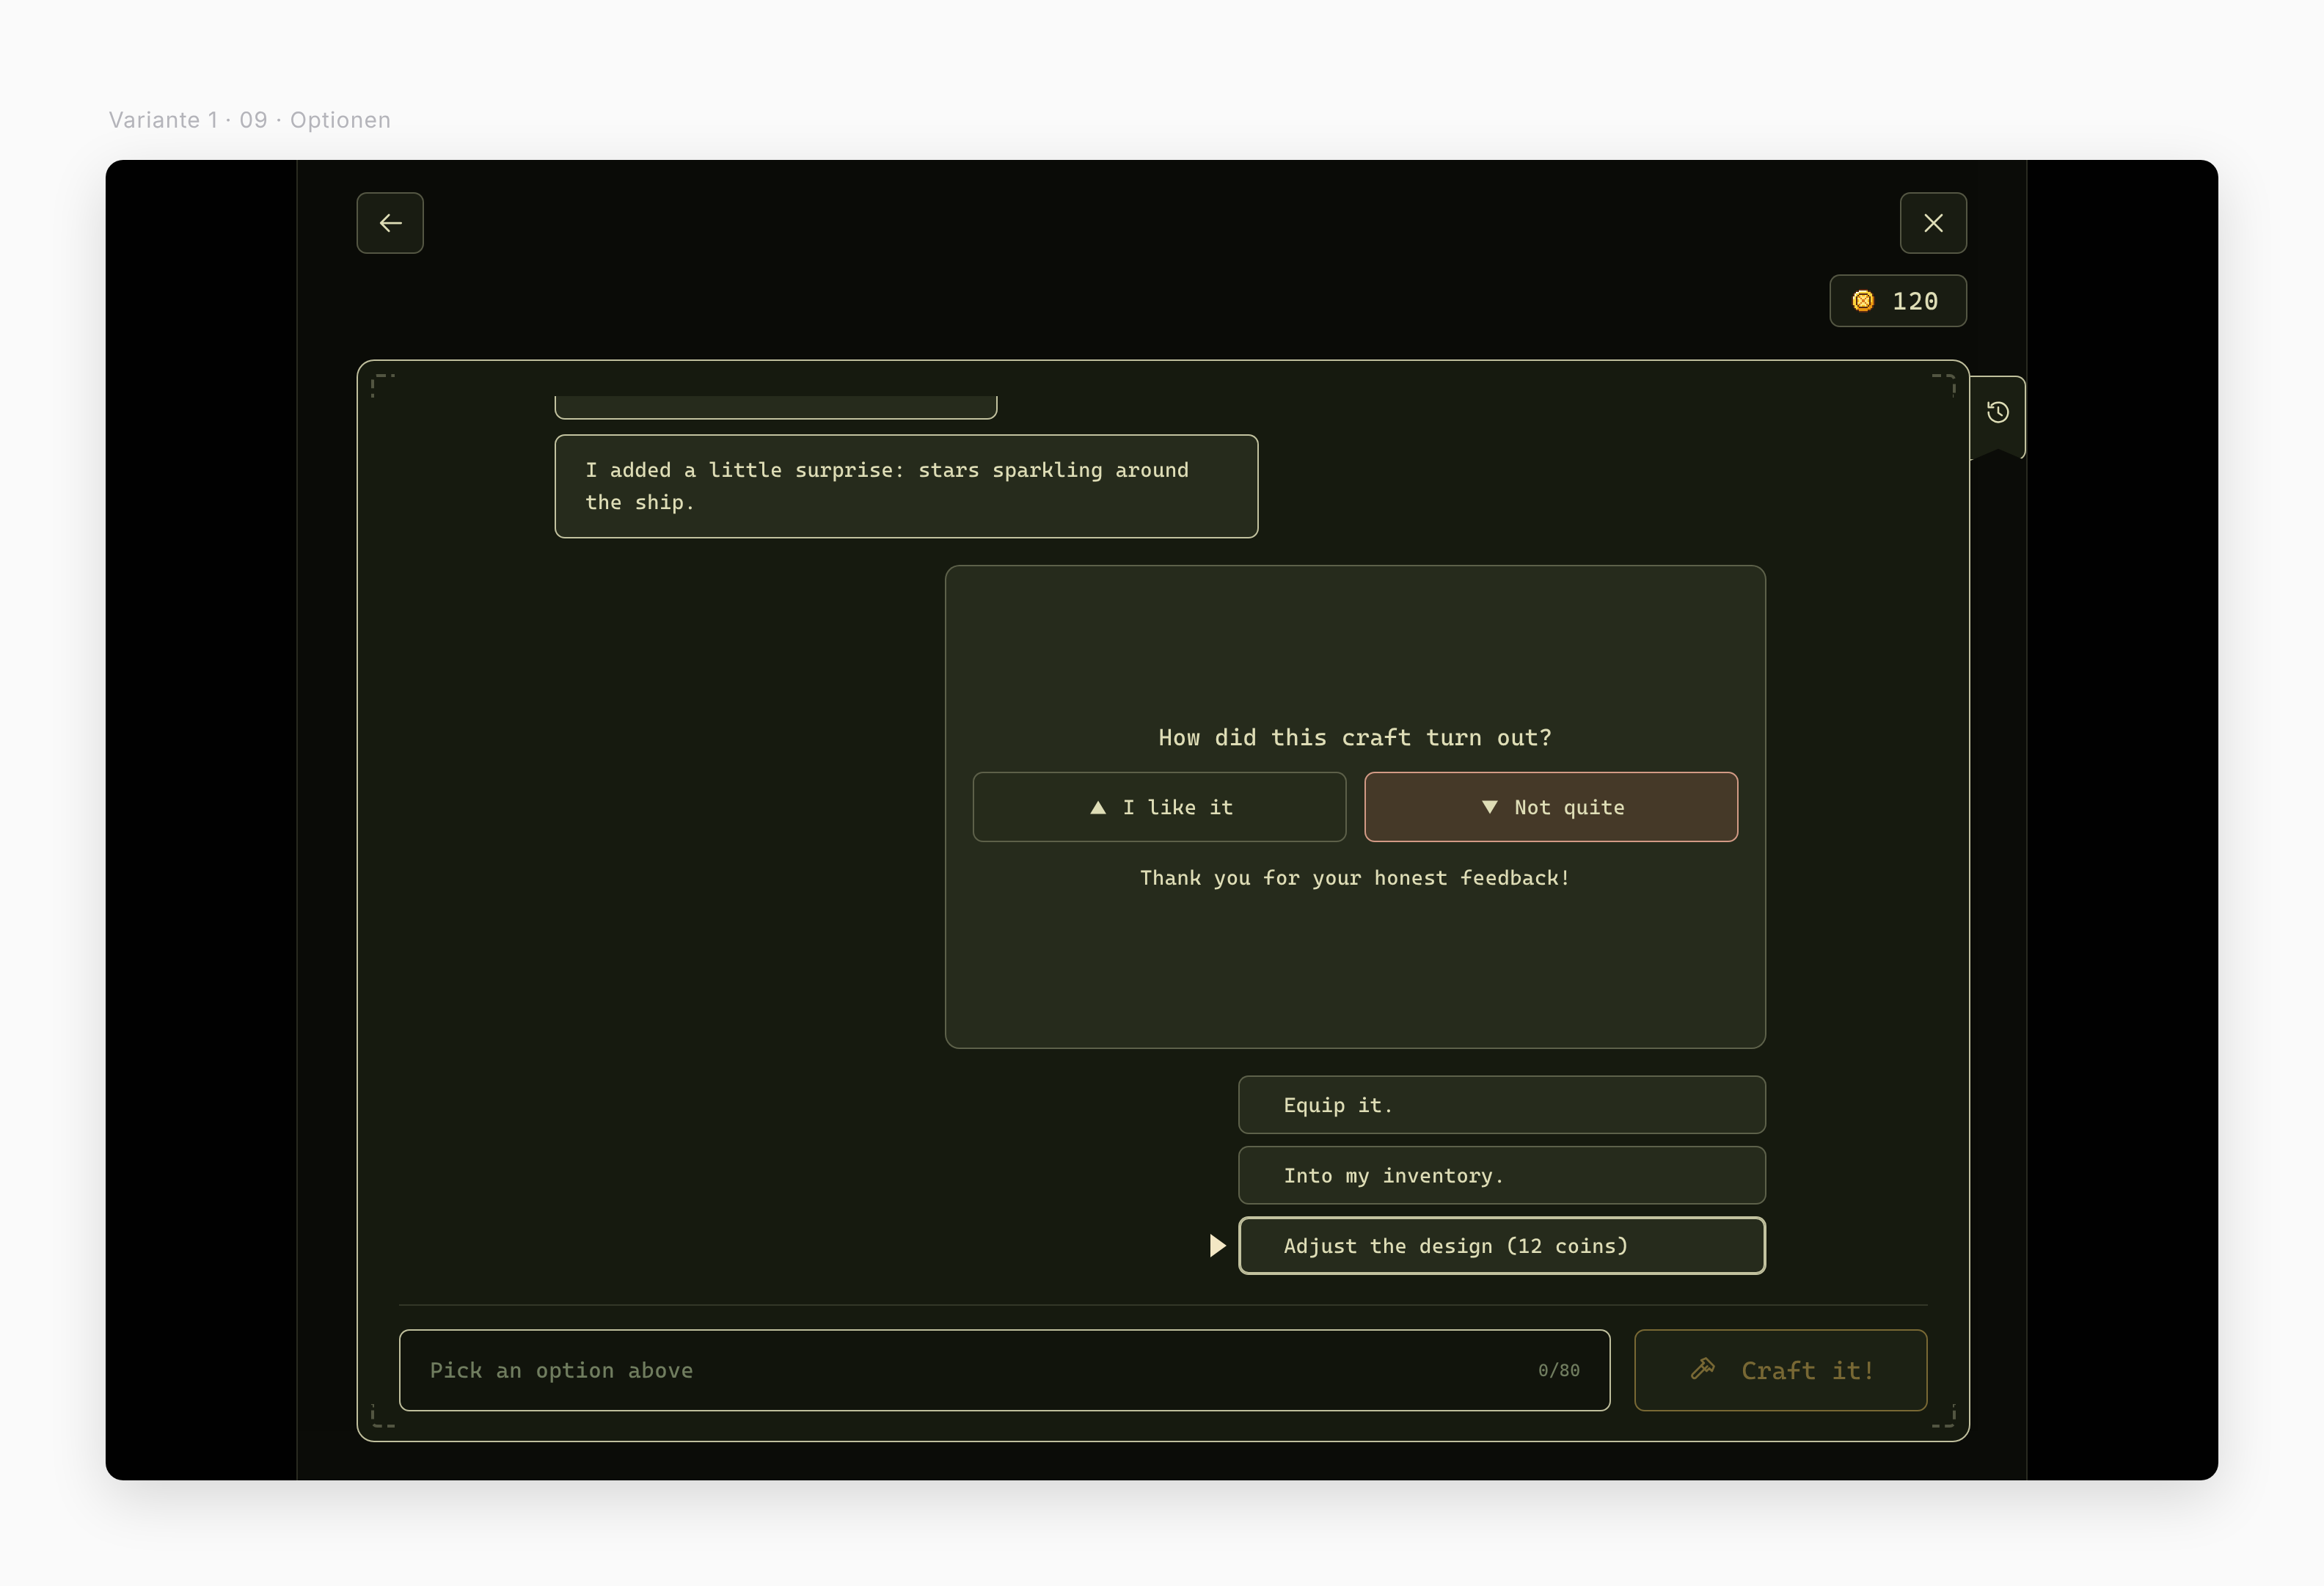 Variante 1 · 09 · Optionen
120
I added a little surprise: stars sparkling around
the ship.
How did this craft turn out?
▲ I like it
▼ Not quite
Thank you for your honest feedback!
Equip it.
Into my inventory.
Adjust the design (12 coins)
Pick an option above
0/80
Craft it!